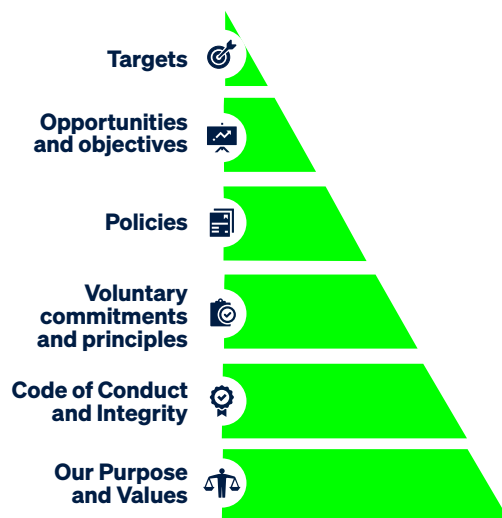 Targets
Opportunities
and objectives
Policies
Voluntary
commitments
and principles
Code of Conduct
and Integrity
Our Purpose
and Values